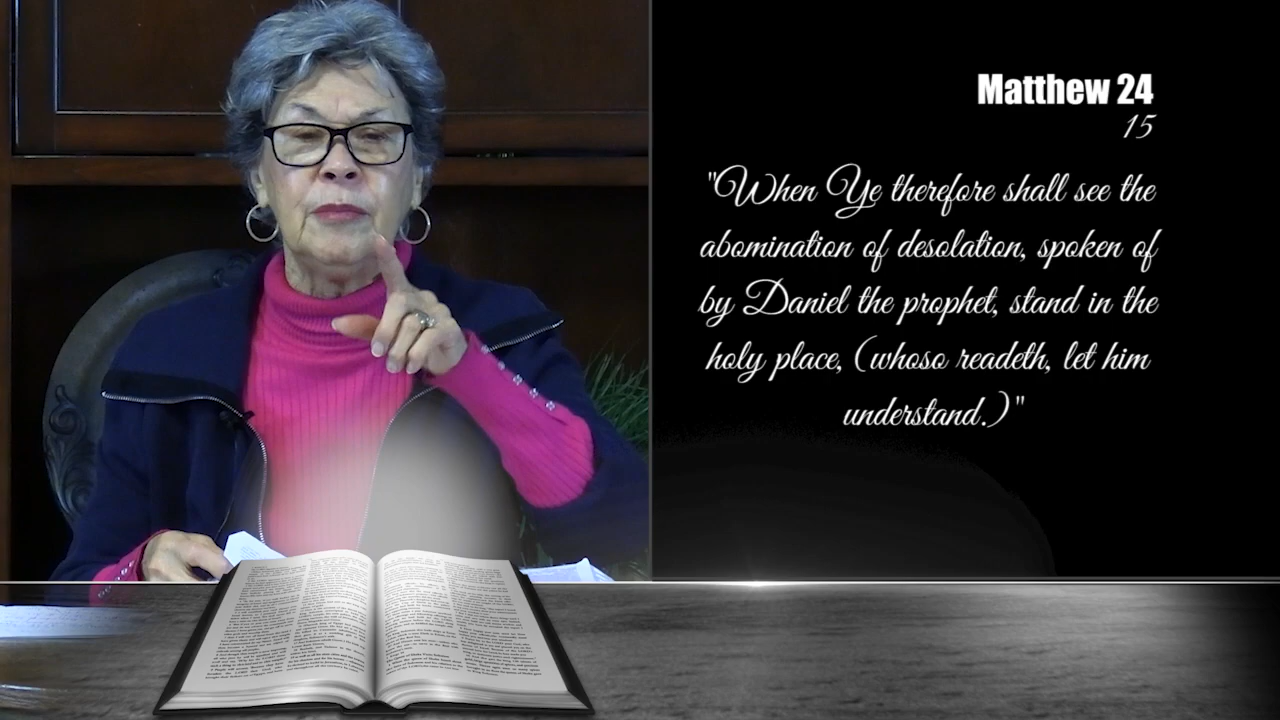 Matthew 24
15
"When Ye therefore shall see the
abomination of desolation, spoken of
by Daniel the prophet, stand in the
holy place, (whoso readeth, let him
understand.)"